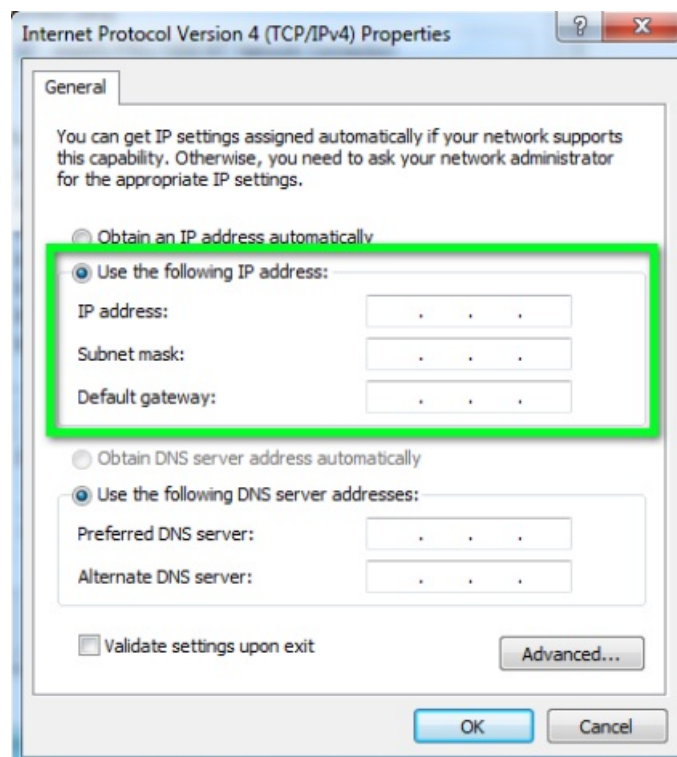 Internet Protocol Version 4 (TCP/IPv4) Properties
General
You can get IP settings assigned automatically if your network supports
this capability. Otherwise, you need to ask your network administrator
for the appropriate IP settings.
Obtain an IP address automatically
Use the following IP address:
IP address:
Subnet mask:
Default gateway:
Obtain DNS server address automatically
Use the following DNS server addresses:
Preferred DNS server:
Alternate DNS server:
Validate settings upon exit
Advanced...
OK
Cancel